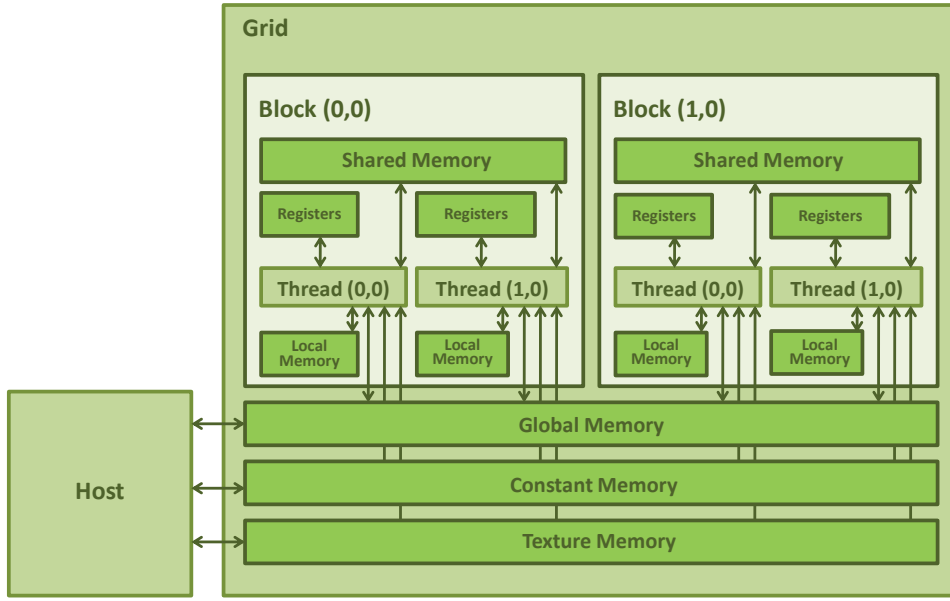 Grid
Block (0,0)
Shared Memory
Registers
Registers
Thread (0,0)
Thread (1,0)
Local
Memory
Local
Memory
Block (1,0)
Shared Memory
Registers
Registers
Thread (0,0)
Thread (1,0)
Local
Memory
Local
Memory
Host
Global Memory
Constant Memory
Texture Memory